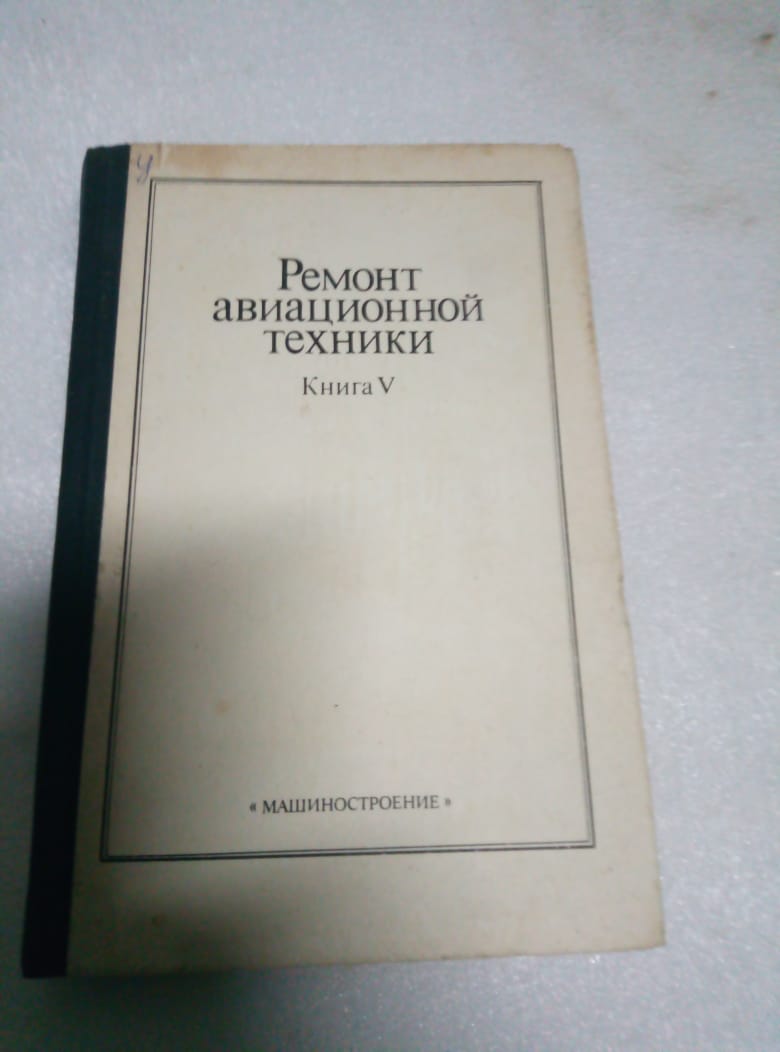 у
Ремонт
авиационной
техники
Книга V
« МАШИНОСТРОЕНИЕ »